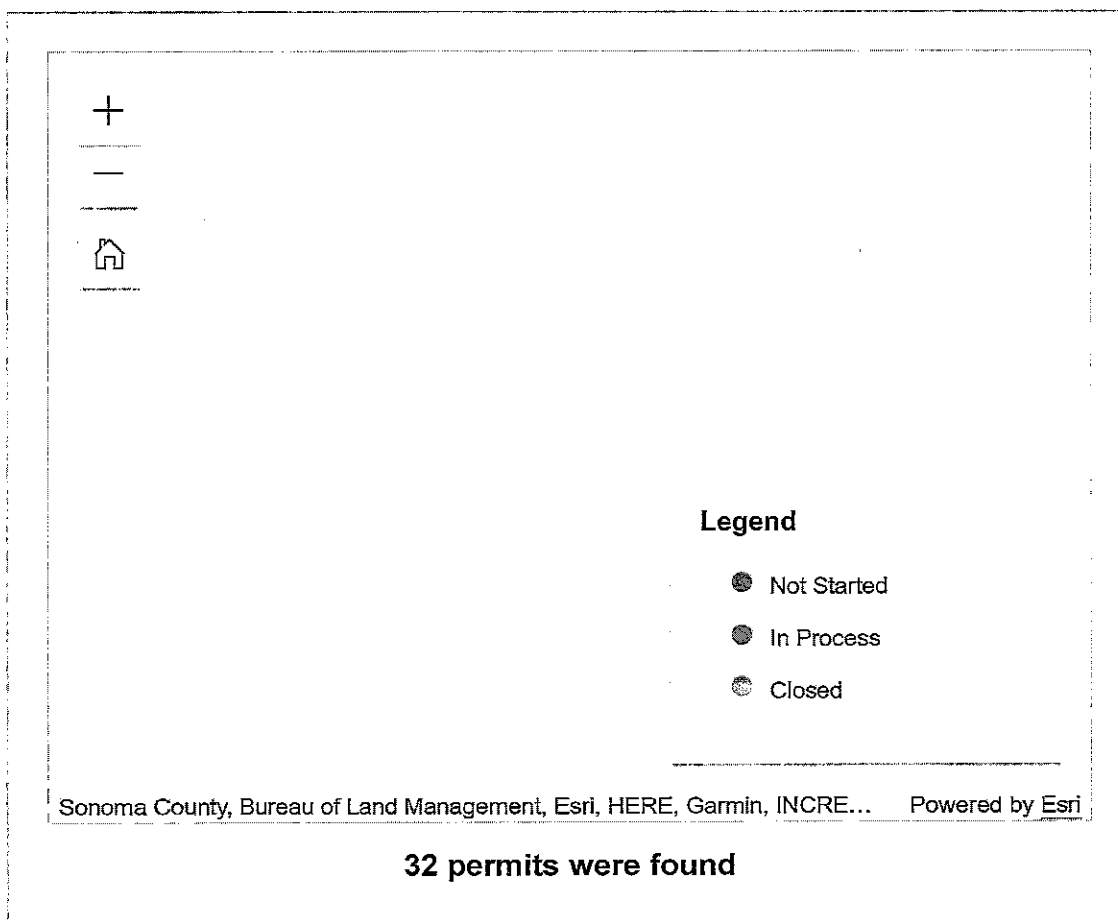 Legend
Not Started
In Process
Closed
Sonoma County, Bureau of Land Management, Esri, HERE, Garmin, INCRE... Powered by Esri
32 permits were found